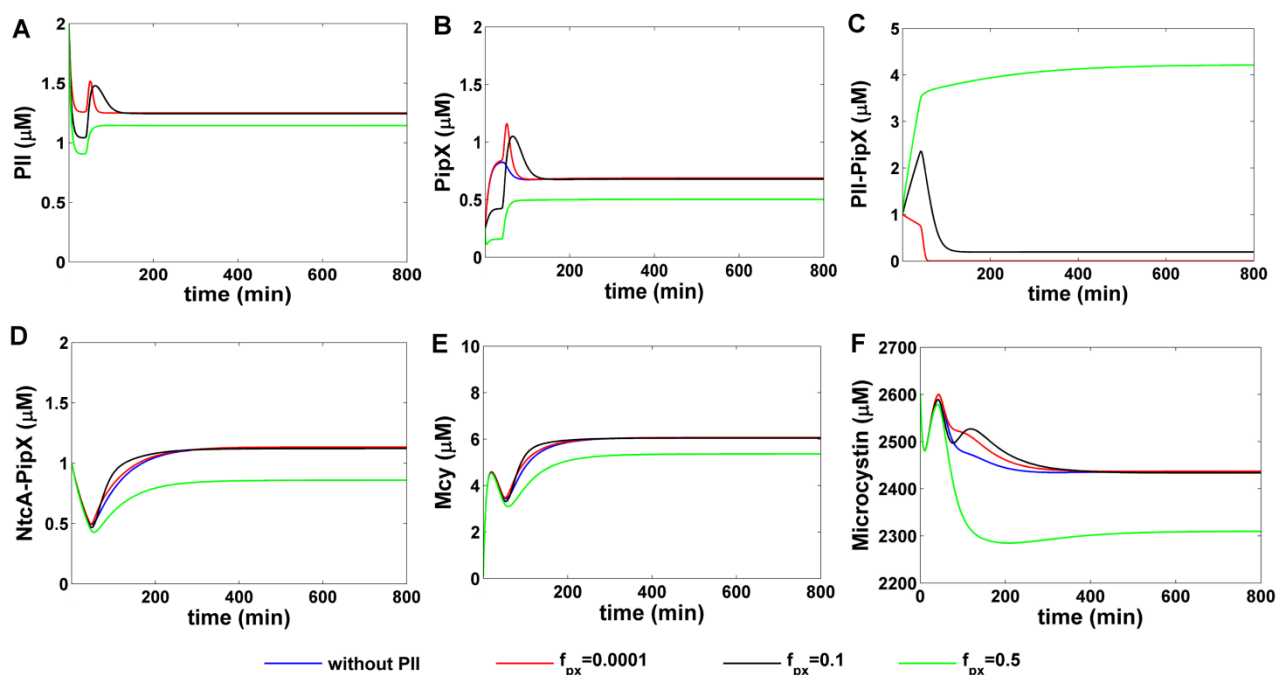 A
PII (μM)
2
1.5
1
0.5
0
200
400
600
800
time (min)
B
PipX (μM)
2
1.5
1
0.5
0
200
400
600
800
time (min)
C
PII-PipX (μM)
5
4
3
2
1
0
200
400
600
800
time (min)
D
NtcA-PipX (μM)
2
1.5
1
0.5
0
200
400
600
800
time (min)
E
Mcy (μM)
10
8
6
4
2
0
200
400
600
800
time (min)
F
Microcystin (μM)
2700
2600
2500
2400
2300
2200
0
200
400
600
800
time (min)
without PII
f_px=0.0001
f_px=0.1
f_px=0.5